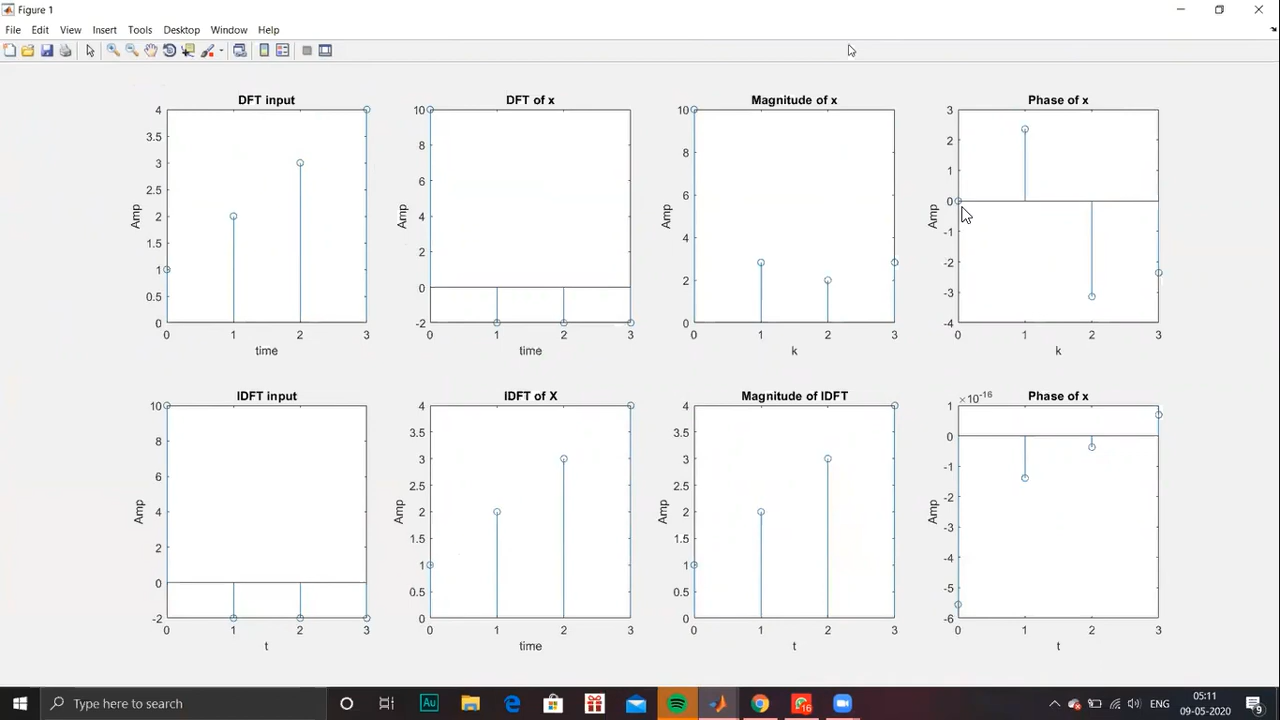 Figure 1
File Edit View Insert Tools Desktop Window Help
DFT input
4
3.5
3
2.5
2
1.5
1
0.5
0
0 1 2 3
Amp
time
DFT of x
10
8
6
4
2
0
-2
0 1 2 3
Amp
time
Magnitude of x
10
8
6
4
2
0
0 1 2 3
Amp
k
Phase of x
3
2
1
0
-1
-2
-3
-4
0 1 2 3
Amp
k
IDFT input
10
8
6
4
2
0
-2
0 1 2 3
Amp
t
IDFT of X
4
3.5
3
2.5
2
1.5
1
0.5
0
0 1 2 3
Amp
time
Magnitude of IDFT
4
3.5
3
2.5
2
1.5
1
0.5
0
0 1 2 3
Amp
t
Phase of x
×10-16
1
0
-1
-2
-3
-4
-5
-6
0 1 2 3
Amp
t
Type here to search
Au
16
ENG
05:11
09-05-2020
9